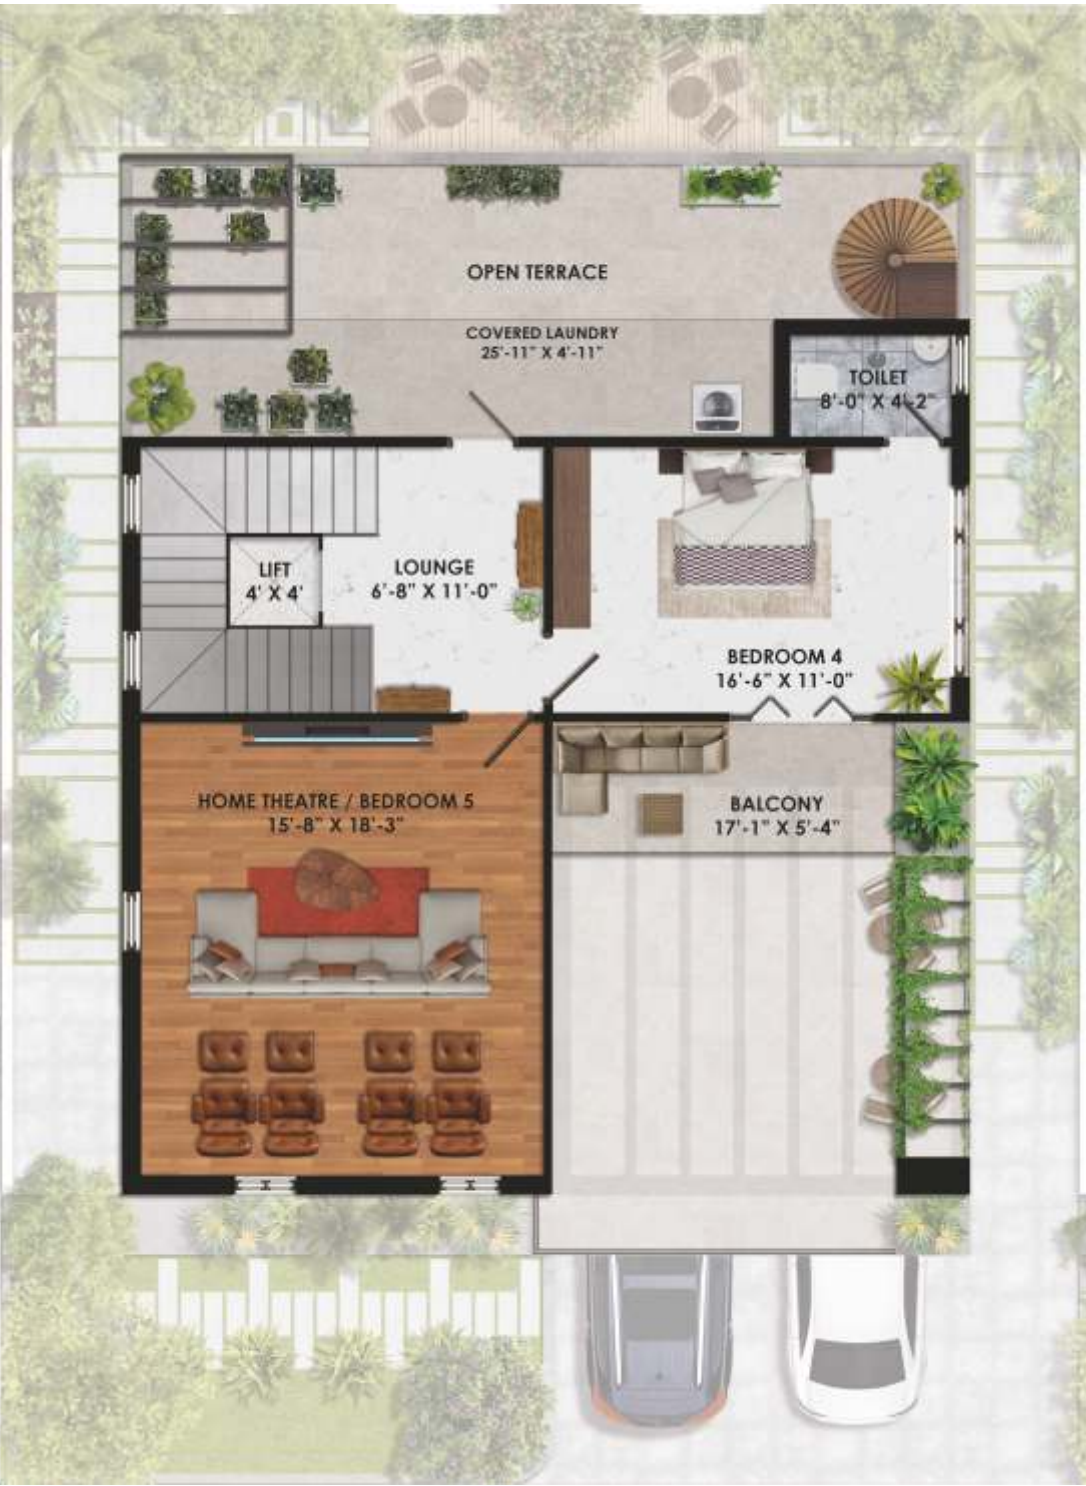 OPEN TERRACE
COVERED LAUNDRY
25'-11" X 4'-11"
TOILET
8'-0" X 4'-2"
LIFT
4' X 4'
LOUNGE
6'-8" X 11'-0"
BEDROOM 4
16'-6" X 11'-0"
HOME THEATRE / BEDROOM 5
15'-8" X 18'-3"
BALCONY
17'-1" X 5'-4"